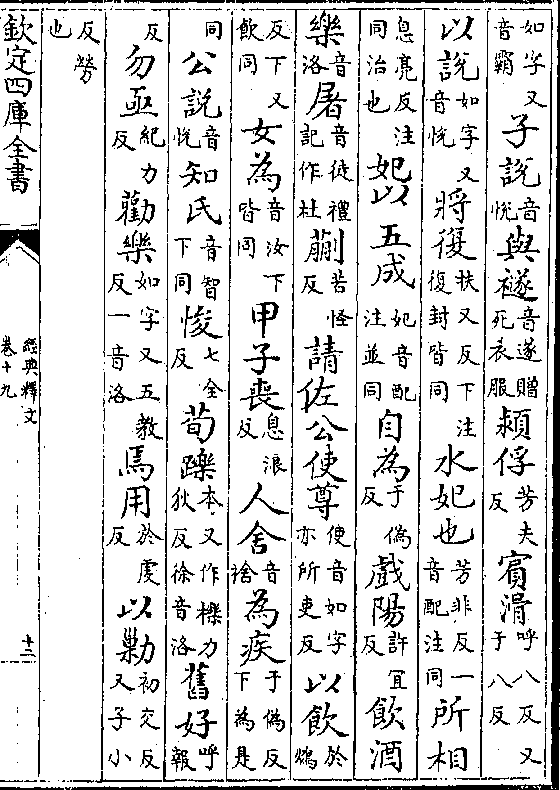 如字又音霸子說音悅與襚音遂贈死衣服潁俘芳夫反賓滑呼八反又于八反
以說如字又音悅將復扶又反下注復封皆同水妃也芳非反一音配注同所相
息亮反注同治也妃以五成妃音配注並同自為于偽反戲陽許宜反飲酒
樂音洛屠音徒禮記作杜蒯苦怪反請佐公使尊使音如字亦所吏反以飲於鴆
反下又飲同女為音汝下皆同甲子喪息浪反人舍音捨為疾于偽反下為是
同公說音悅知氏音智下同悛七全反荀躒本又作櫟力狄反徐音洛舊好呼報
反勿亟紀力反勸樂如字又五教反一音洛焉用於虔反以勦初交反又子小
反勞也
欽定四庫全書
經典釋文
卷十九
十三